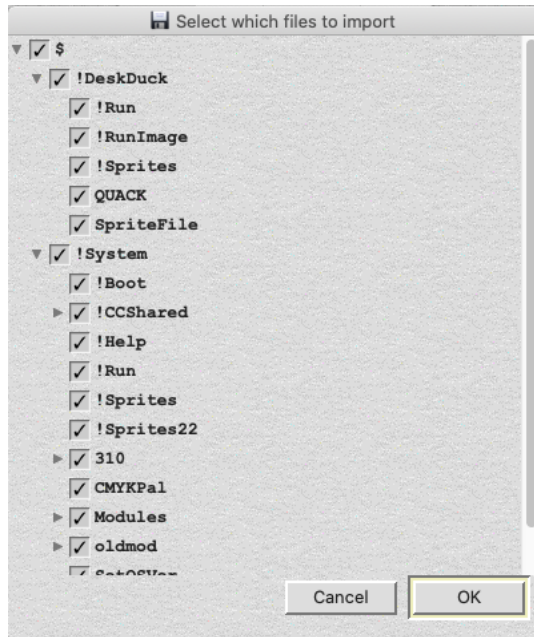 Select which files to import
$
!DeskDuck
!Run
!RunImage
!Sprites
QUACK
SpriteFile
!System
!Boot
!CCShared
!Help
!Run
!Sprites
!Sprites22
310
CMYKPal
Modules
oldmod
SetOSVer
Cancel OK